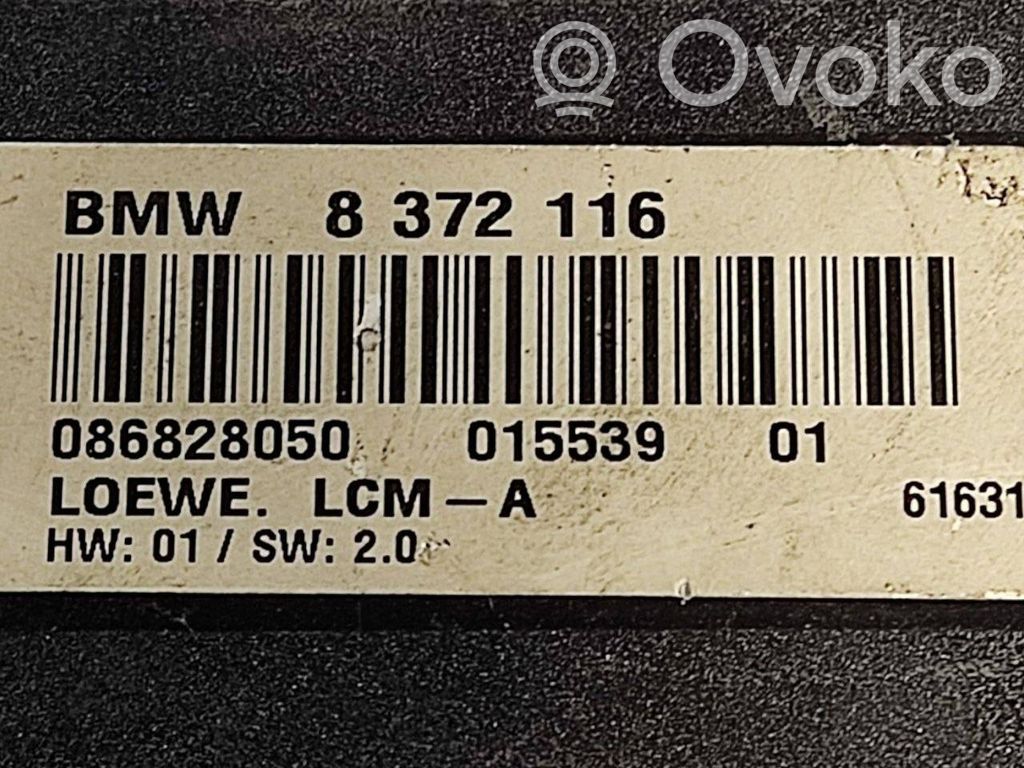 Ovoko
BMW 8 372 116
086828050 015539 01
LOEWE. LCM-A 61631
HW: 01 / SW: 2.0